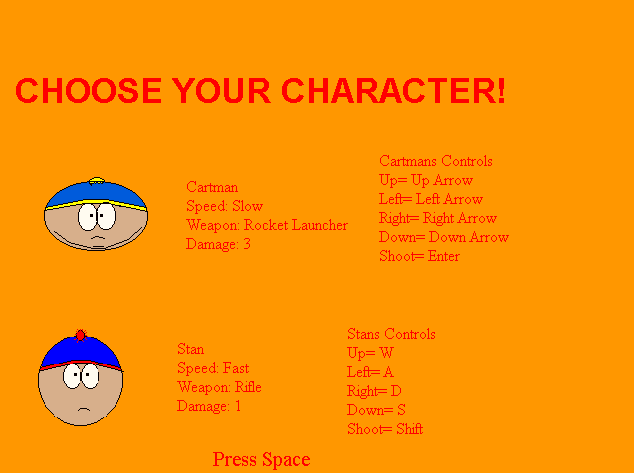 CHOOSE YOUR CHARACTER!
Cartman
Speed: Slow
Weapon: Rocket Launcher
Damage: 3
Cartmans Controls
Up= Up Arrow
Left= Left Arrow
Right= Right Arrow
Down= Down Arrow
Shoot= Enter
Stan
Speed: Fast
Weapon: Rifle
Damage: 1
Stans Controls
Up= W
Left= A
Right= D
Down= S
Shoot= Shift
Press Space